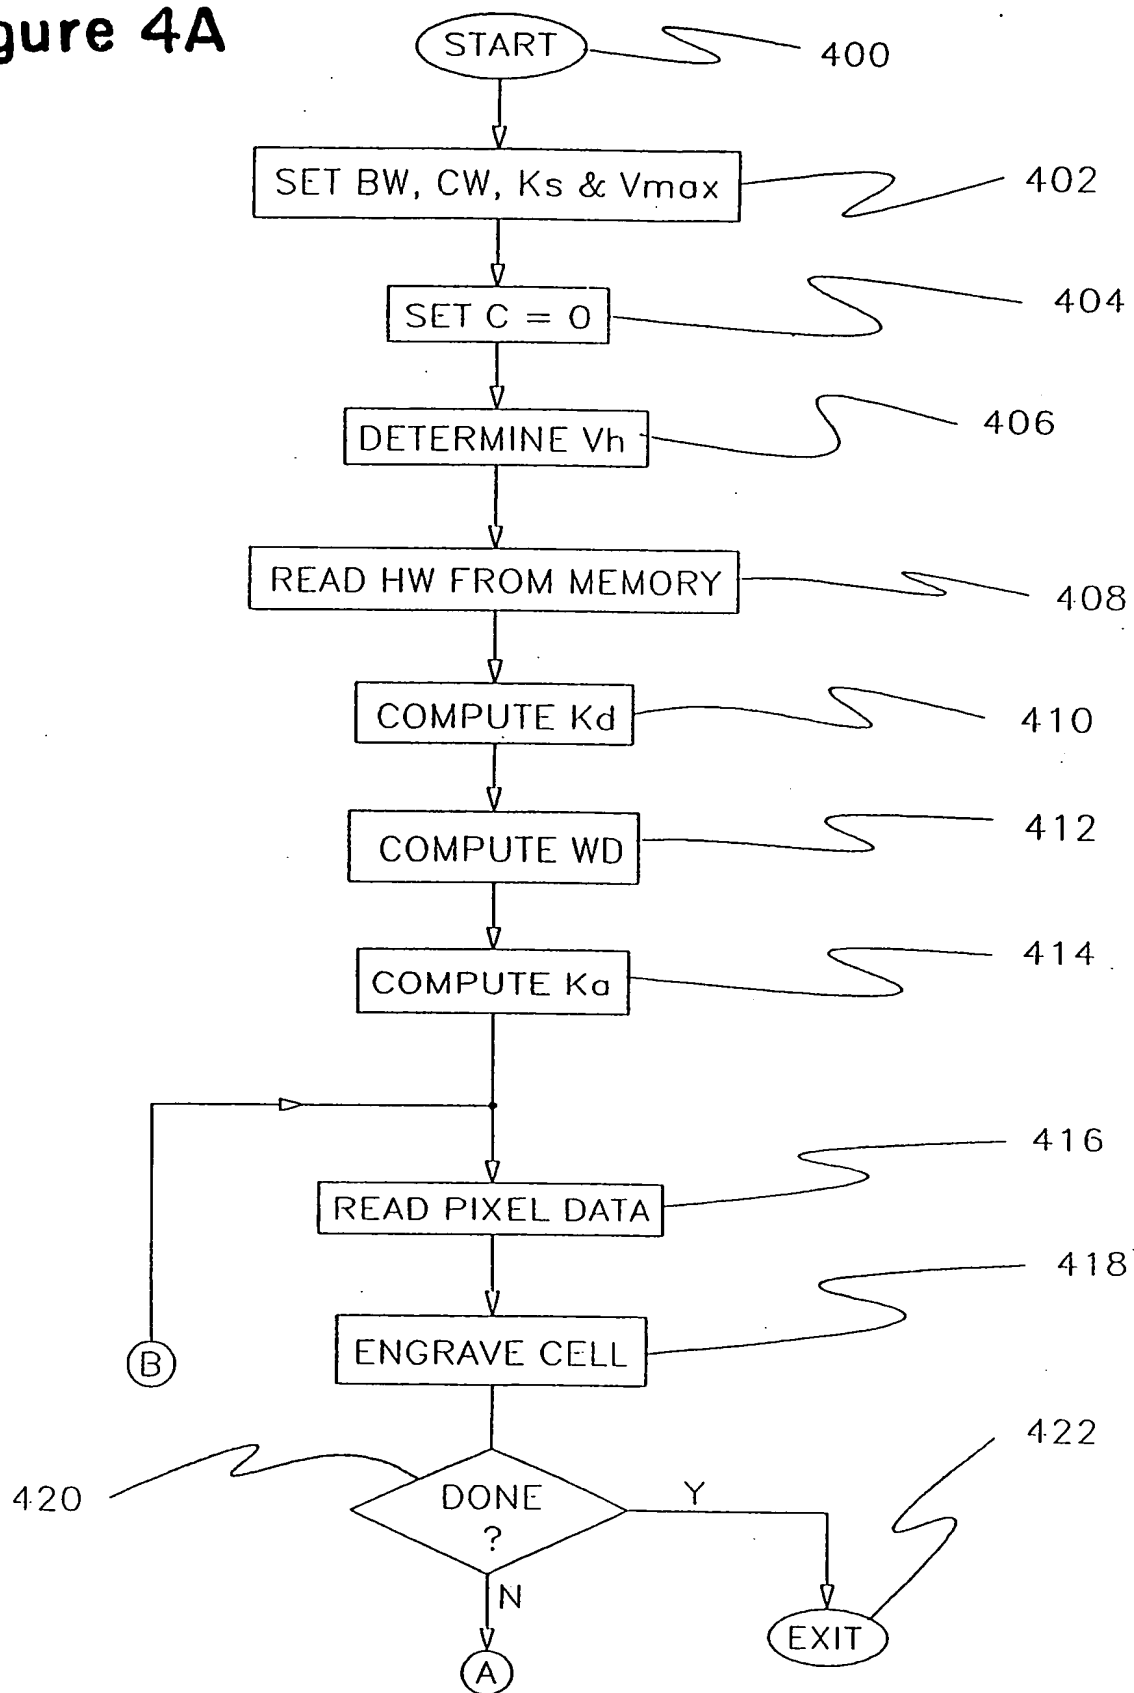 gure 4A
START
400
SET BW, CW, Ks & Vmax
402
SET C = 0
404
DETERMINE Vh
406
READ HW FROM MEMORY
408
COMPUTE Kd
410
COMPUTE WD
412
COMPUTE Ka
414
READ PIXEL DATA
416
ENGRAVE CELL
418
B
420
DONE
?
Y
422
N
EXIT
A